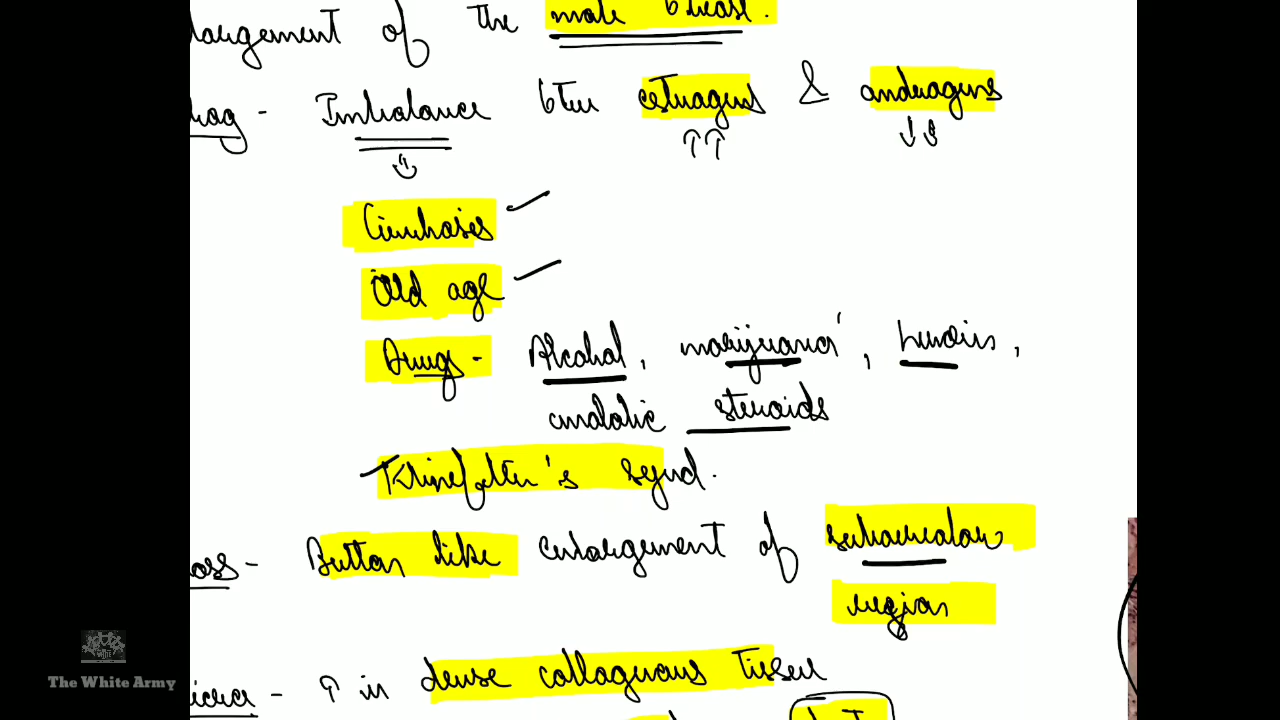 largement of the male breast.
Imbalance btw estrogens & androgens
↑↑ ↓↓
Cirrhosis ✓
Old age ✓
Drugs - Alcohol, marijuana, heroin,
anabolic steroids
Klinefelter's synd.
oss - Button like enlargement of subareolar
region
- ↑ in dense collagenous tissue
The White Army